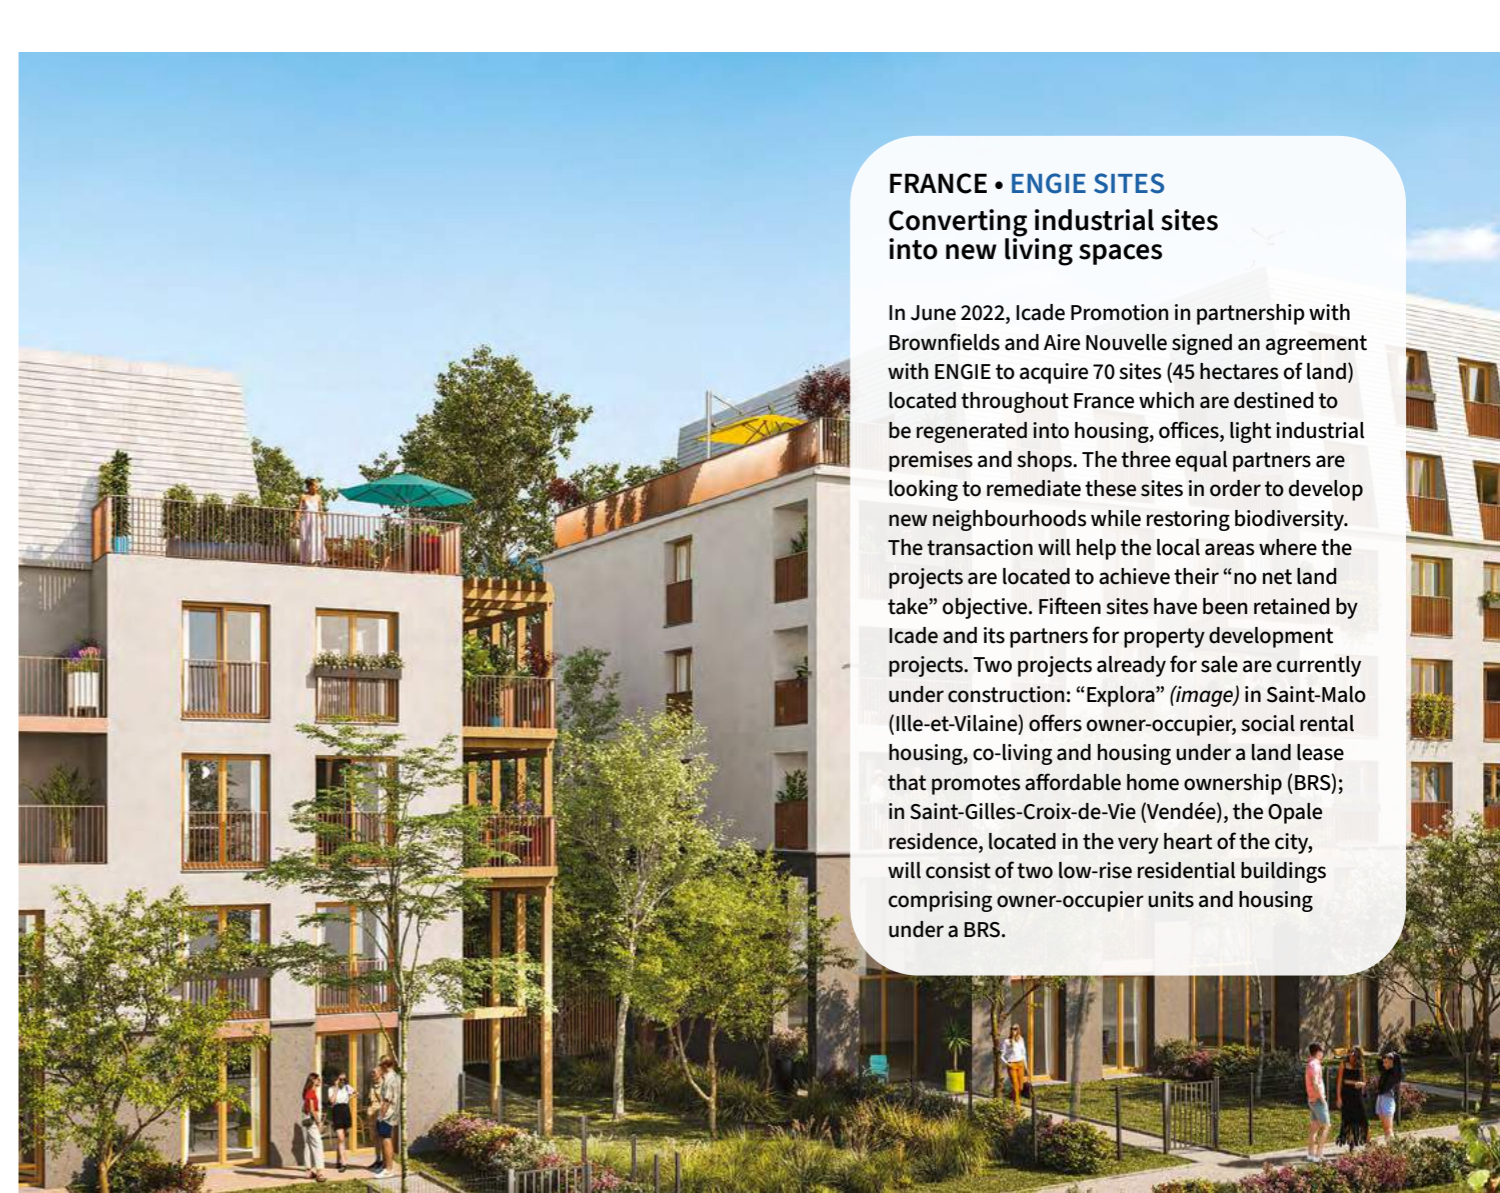 FRANCE • ENGIE SITES
Converting industrial sites
into new living spaces
In June 2022, Icade Promotion in partnership with
Brownfields and Aire Nouvelle signed an agreement
with ENGIE to acquire 70 sites (45 hectares of land)
located throughout France which are destined to
be regenerated into housing, offices, light industrial
premises and shops. The three equal partners are
looking to remediate these sites in order to develop
new neighbourhoods while restoring biodiversity.
The transaction will help the local areas where the
projects are located to achieve their “no net land
take” objective. Fifteen sites have been retained by
Icade and its partners for property development
projects. Two projects already for sale are currently
under construction: “Explora” (image) in Saint-Malo
(Ille-et-Vilaine) offers owner-occupier, social rental
housing, co-living and housing under a land lease
that promotes affordable home ownership (BRS);
in Saint-Gilles-Croix-de-Vie (Vendée), the Opale
residence, located in the very heart of the city,
will consist of two low-rise residential buildings
comprising owner-occupier units and housing
under a BRS.